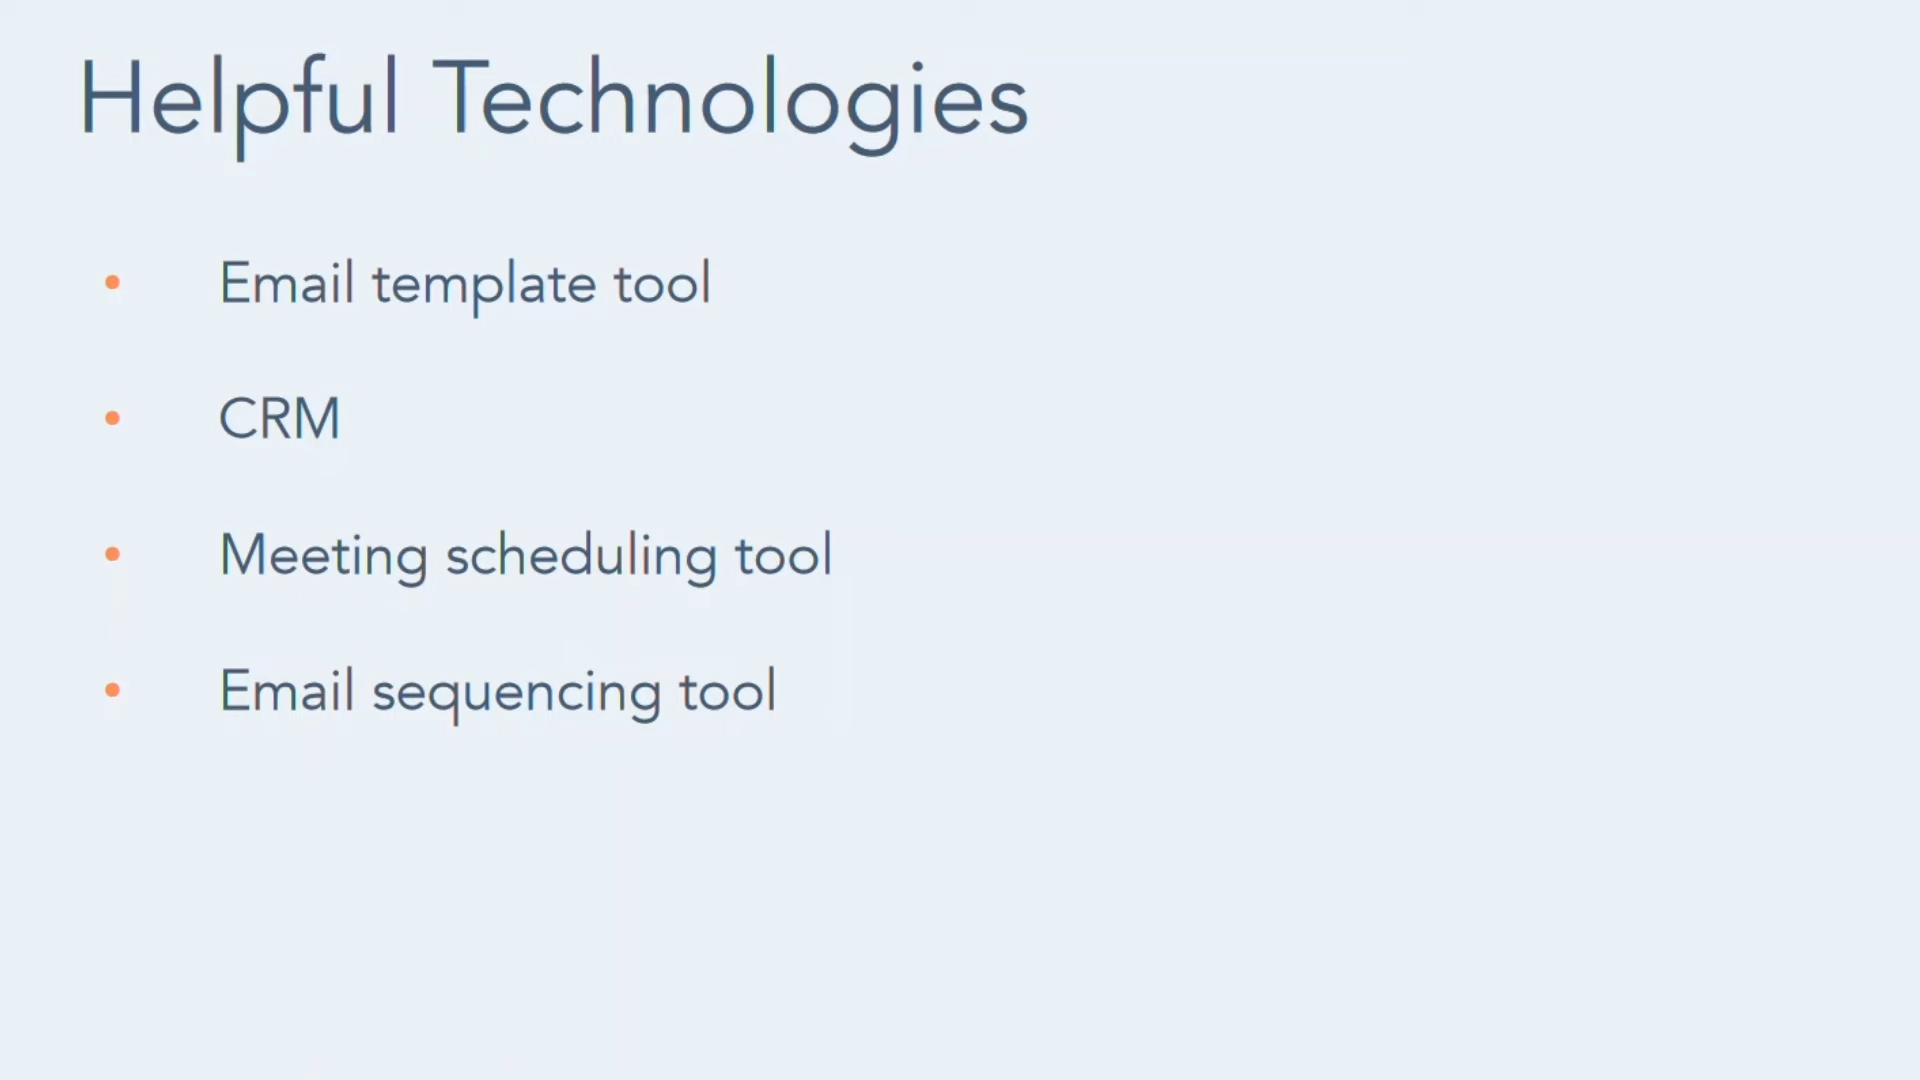 Helpful Technologies
• Email template tool
• CRM
• Meeting scheduling tool
• Email sequencing tool